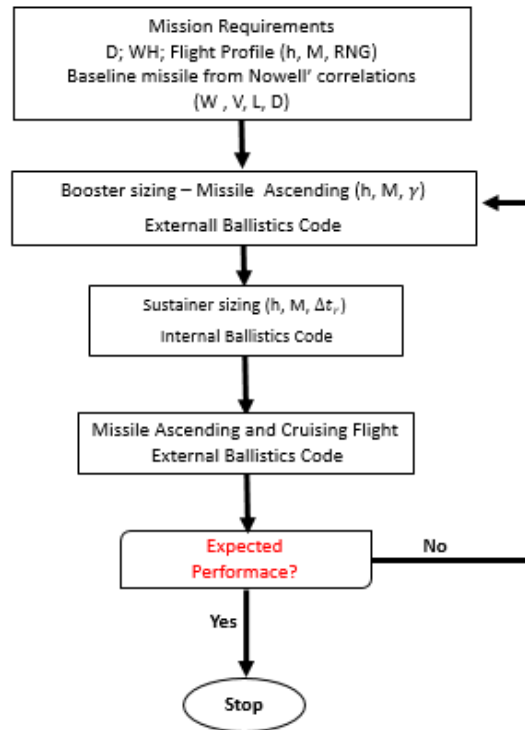 Mission Requirements
D; WH; Flight Profile (h, M, RNG)
Baseline missile from Nowell' correlations
(W , V, L, D)
Booster sizing – Missile Ascending (h, M, γ)
Externall Ballistics Code
Sustainer sizing (h, M, Δtᵣ)
Internal Ballistics Code
Missile Ascending and Cruising Flight
External Ballistics Code
Expected
Performace?
No
Yes
Stop